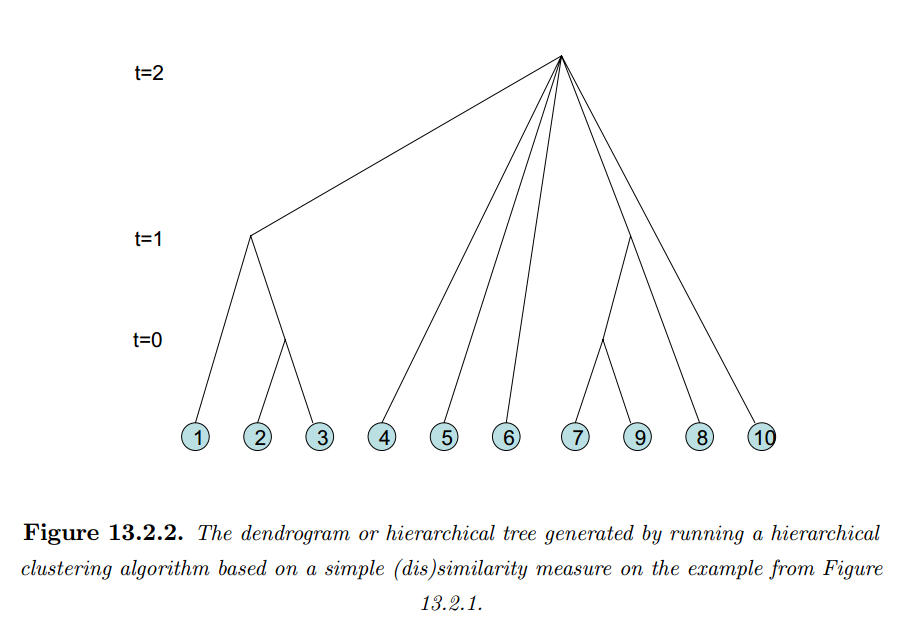 t=2
t=1
t=0
1 2 3 4 5 6 7 9 8 10
Figure 13.2.2. The dendrogram or hierarchical tree generated by running a hierarchical
clustering algorithm based on a simple (dis)similarity measure on the example from Figure
13.2.1.